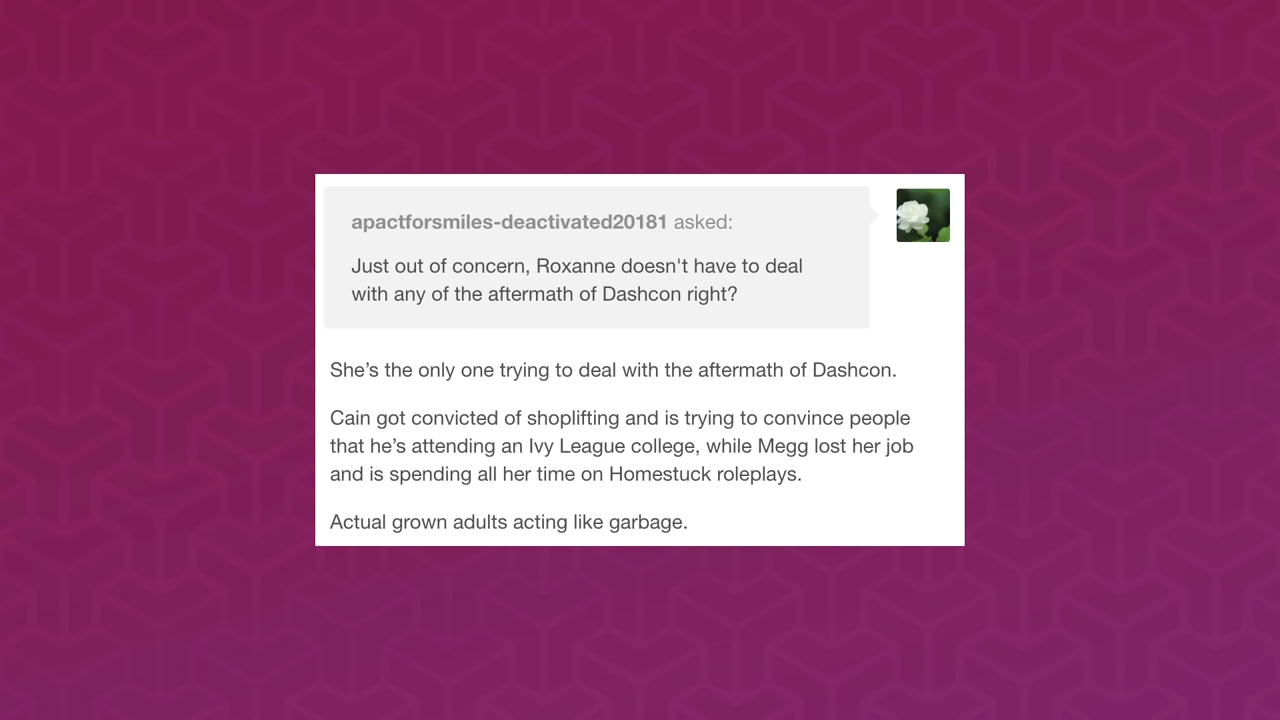 apactforsmiles-deactivated20181 asked:
Just out of concern, Roxanne doesn't have to deal
with any of the aftermath of Dashcon right?
She’s the only one trying to deal with the aftermath of Dashcon.
Cain got convicted of shoplifting and is trying to convince people
that he’s attending an Ivy League college, while Megg lost her job
and is spending all her time on Homestuck roleplays.
Actual grown adults acting like garbage.